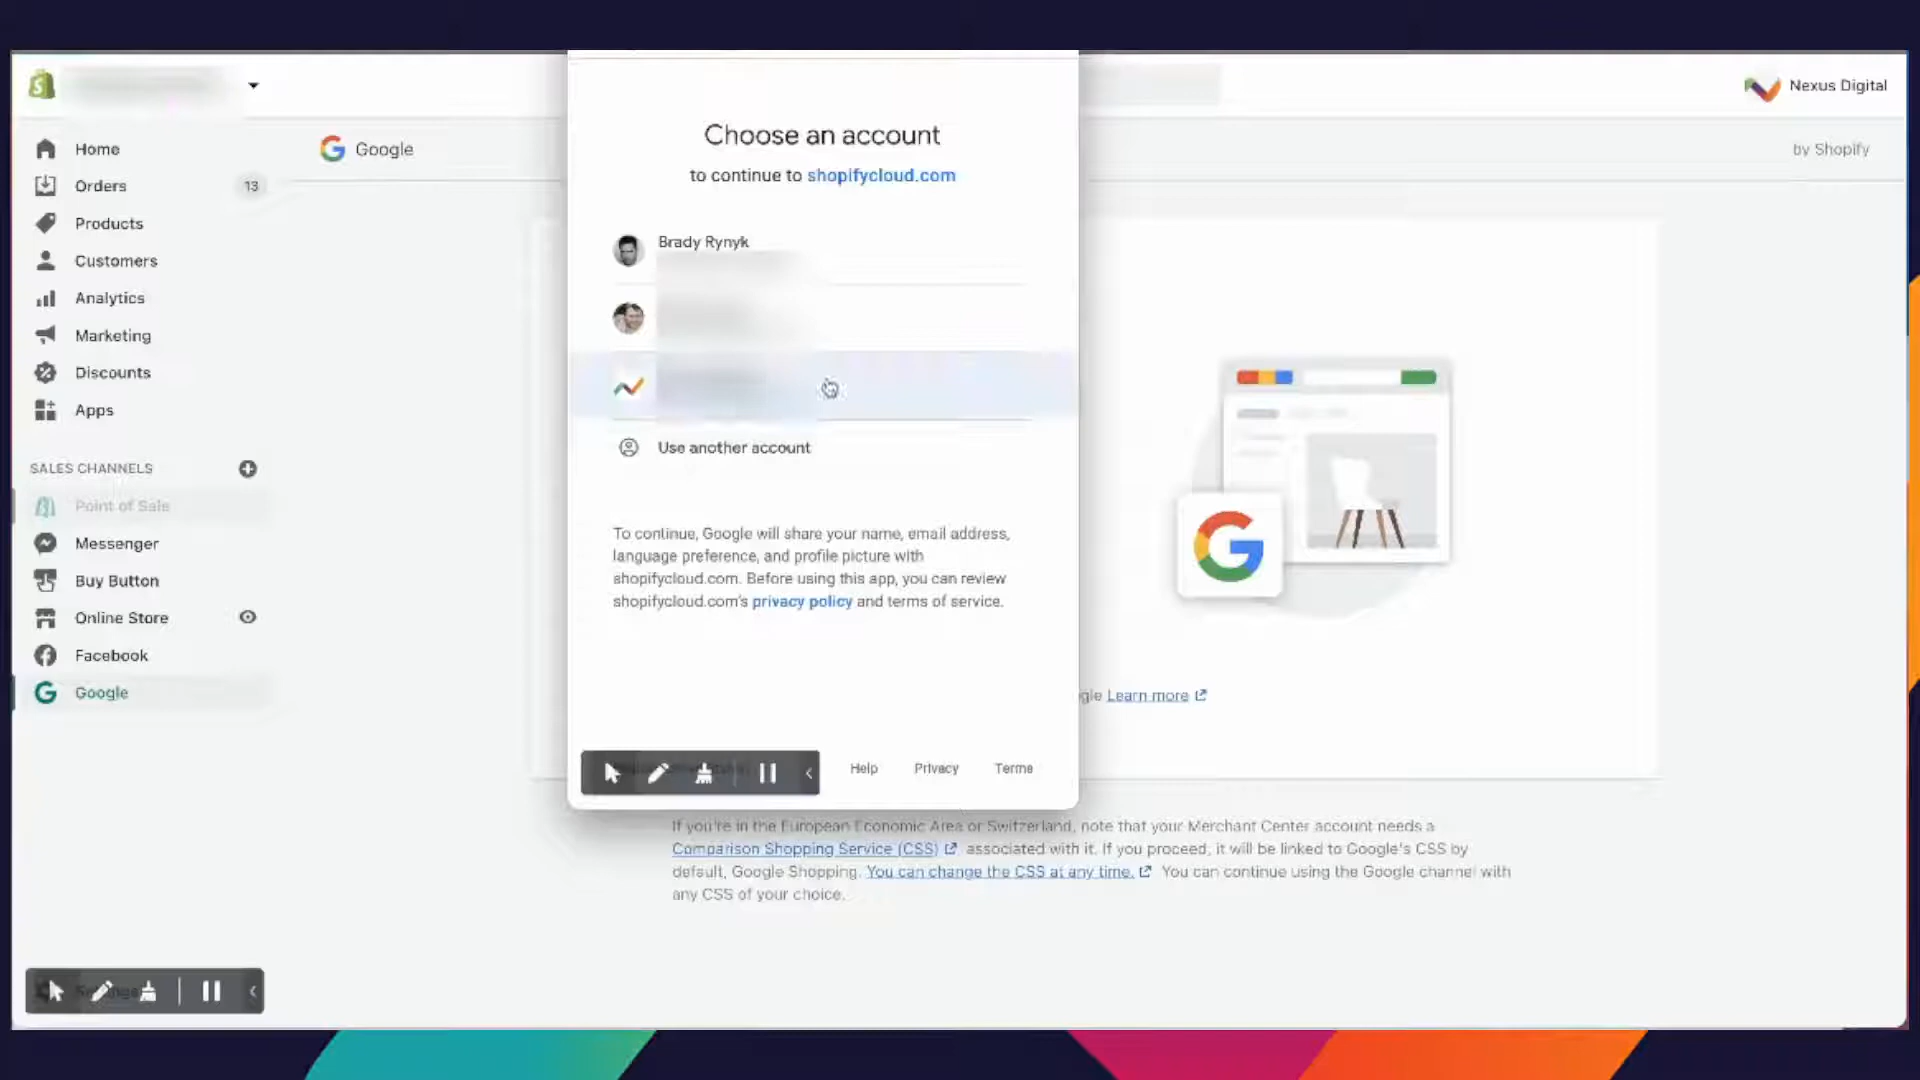 Nexus Digital
Home
Orders
13
Products
Customers
Analytics
Marketing
Discounts
Apps
SALES CHANNELS
Point of Sale
Messenger
Buy Button
Online Store
Facebook
Google
Google
by Shopify
Choose an account
to continue to shopifycloud.com
Brady Rynyk
Use another account
To continue, Google will share your name, email address,
language preference, and profile picture with
shopifycloud.com. Before using this app, you can review
shopifycloud.com's privacy policy and terms of service.
Help
Privacy
Terms
Learn more
If you're in the European Economic Area or Switzerland, note that your Merchant Center account needs a
Comparison Shopping Service (CSS) associated with it. If you proceed, it will be linked to Google's CSS by
default, Google Shopping. You can change the CSS at any time. You can continue using the Google channel with
any CSS of your choice.